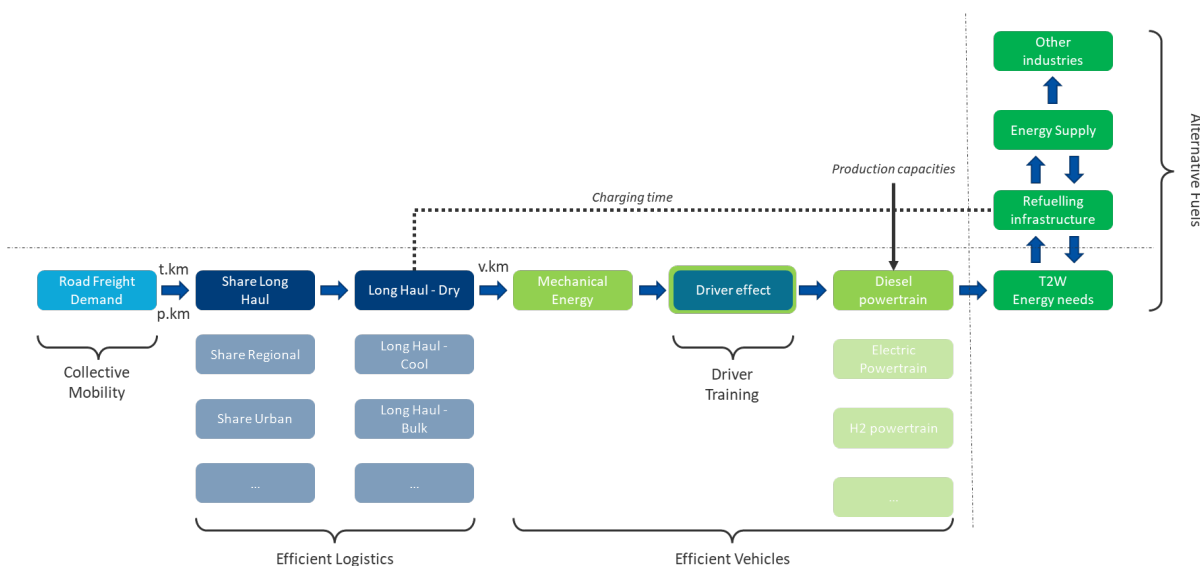 Other
industries
Energy Supply
Production capacities
Charging time
Refuelling
infrastructure
Alternative Fuels
Road Freight
Demand
t.km
p.km
Share Long
Haul
Long Haul - Dry
v.km
Mechanical
Energy
Driver effect
Diesel
powertrain
T2W
Energy needs
Collective
Mobility
Share Regional
Long Haul -
Cool
Driver
Training
Electric
Powertrain
Share Urban
Long Haul -
Bulk
H2 powertrain
...
...
...
Efficient Logistics
Efficient Vehicles